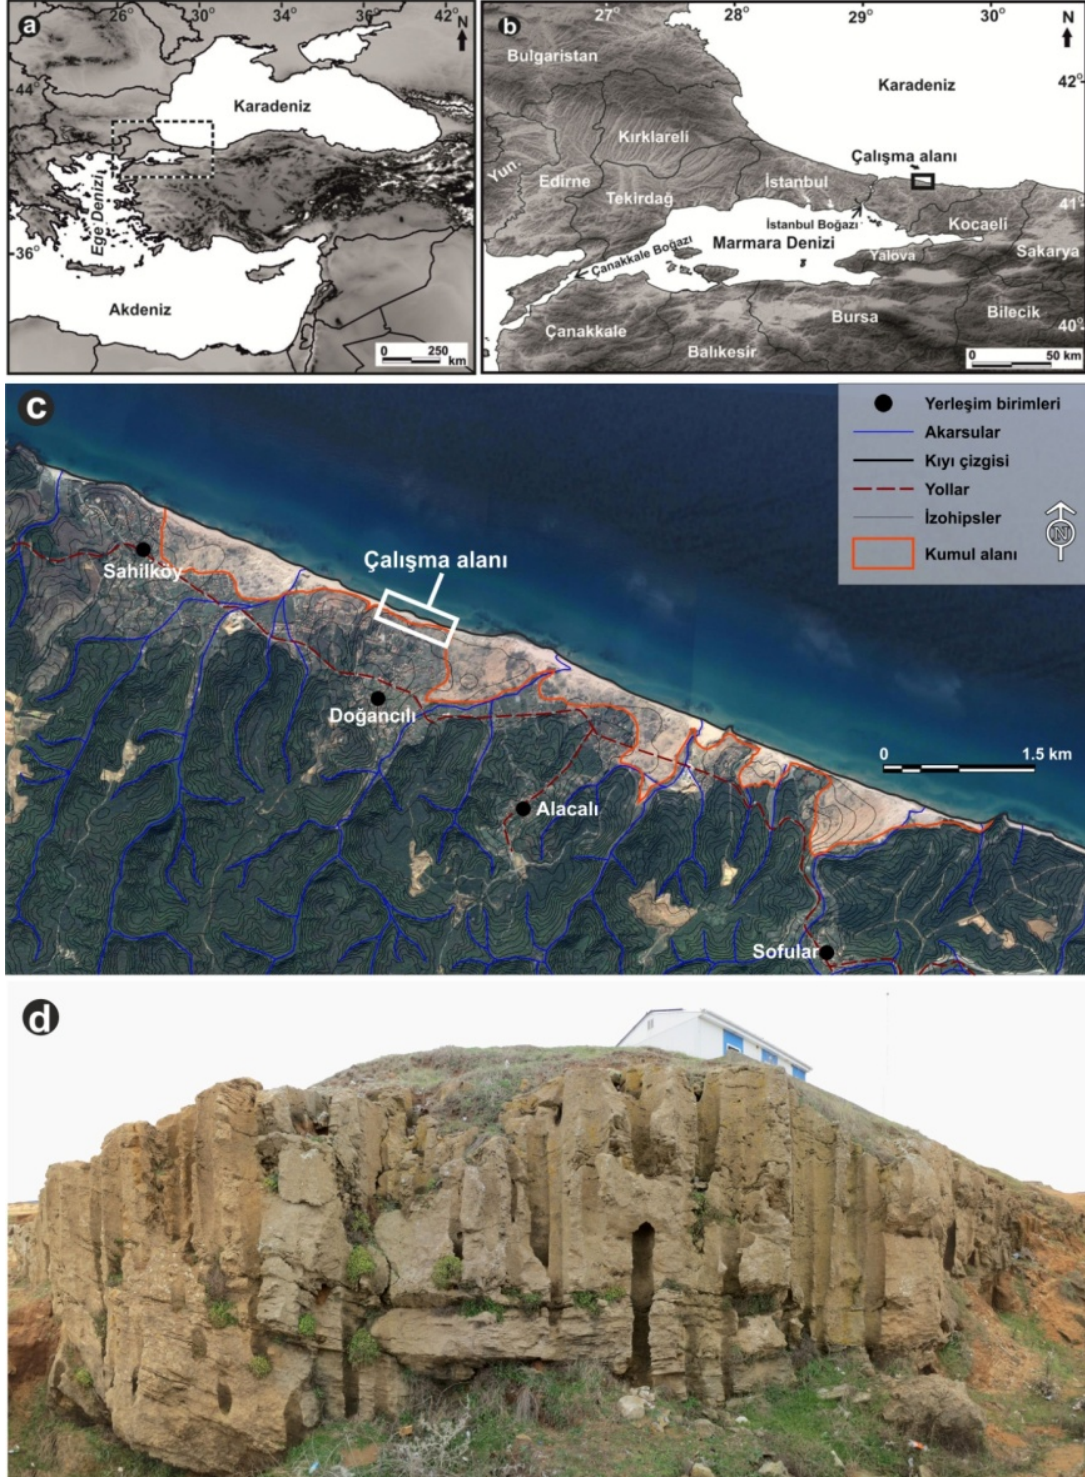 a
26°
30°
34°
38°
42°
N
44°
Karadeniz
Ege Denizi
36°
Akdeniz
0 250
km
b
27°
28°
29°
30°
N
Bulgaristan
42°
Karadeniz
Kırklareli
Çalışma alanı
Yun.
Edirne
İstanbul
Tekirdağ
41°
İstanbul Boğazı
Kocaeli
Marmara Denizi
Çanakkale Boğazı
Yalova
Sakarya
Çanakkale
Bursa
Bilecik
40°
Balıkesir
0 50 km
c
Yerleşim birimleri
Akarsular
Kıyı çizgisi
Yollar
İzohipsler
N
Kumul alanı
Sahilköy
Çalışma alanı
Doğancılı
0 1.5 km
Alacalı
Sofular
d